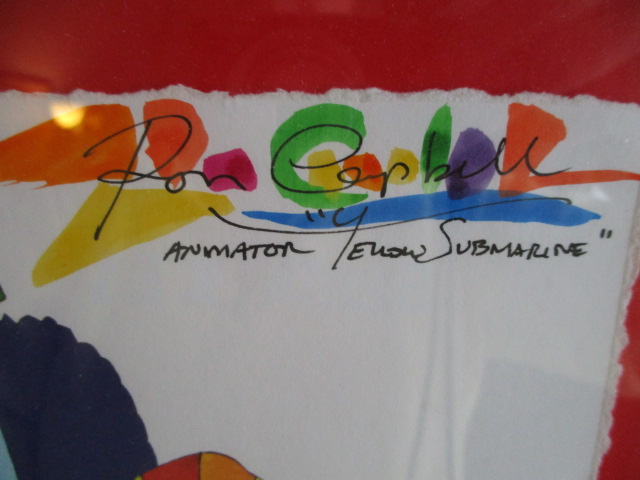 Ron Campbell
ANIMATOR "YELLOW SUBMARINE"